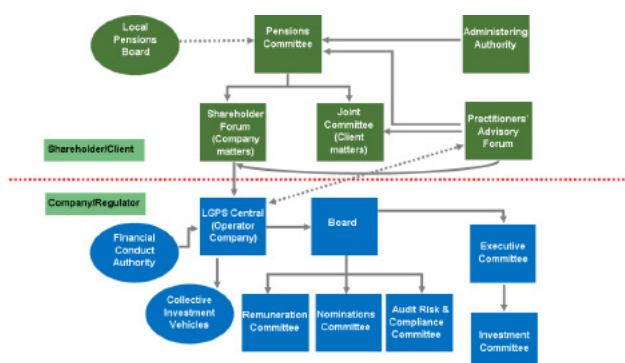 Local
Pensions
Board
Pensions
Committee
Administering
Authority
Shareholder
Forum
(Company
matters)
Joint
Committee
(Client
matters)
Practitioners'
Advisory
Forum
Shareholder/Client
Company/Regulator
Financial
Conduct
Authority
LGPS Central
(Operator
Company)
Board
Executive
Committee
Collective
Investment
Vehicles
Remuneration
Committee
Nominations
Committee
Audit Risk &
Compliance
Committee
Investment
Committee